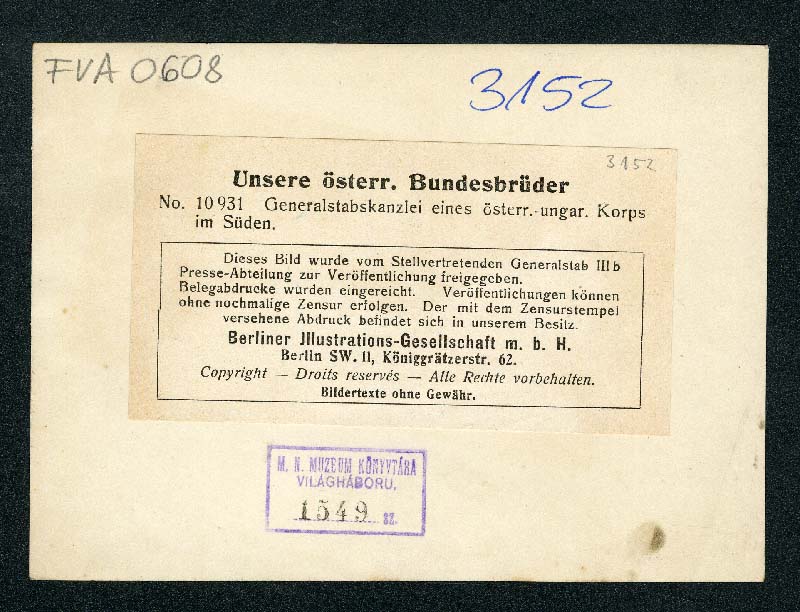 FVA 0608
3152
3152
Unsere österr. Bundesbrüder
No. 10931 Generalstabskanzlei eines österr.-ungar. Korps
im Süden.
Dieses Bild wurde vom Stellvertretenden Generalstab III b
Presse-Abteilung zur Veröffentlichung freigegeben.
Belegabdrucke wurden eingereicht. Veröffentlichungen können
ohne nochmalige Zensur erfolgen. Der mit dem Zensurstempel
versehene Abdruck befindet sich in unserem Besitz.
Berliner Jllustrations-Gesellschaft m. b. H.
Berlin SW. 11, Königgrätzerstr. 62.
Copyright — Droits reservés — Alle Rechte vorbehalten.
Bildertexte ohne Gewähr.
M. N. MUZEUM KÖNYVTÁRA
VILÁGHÁBORU,
1549 SZ.